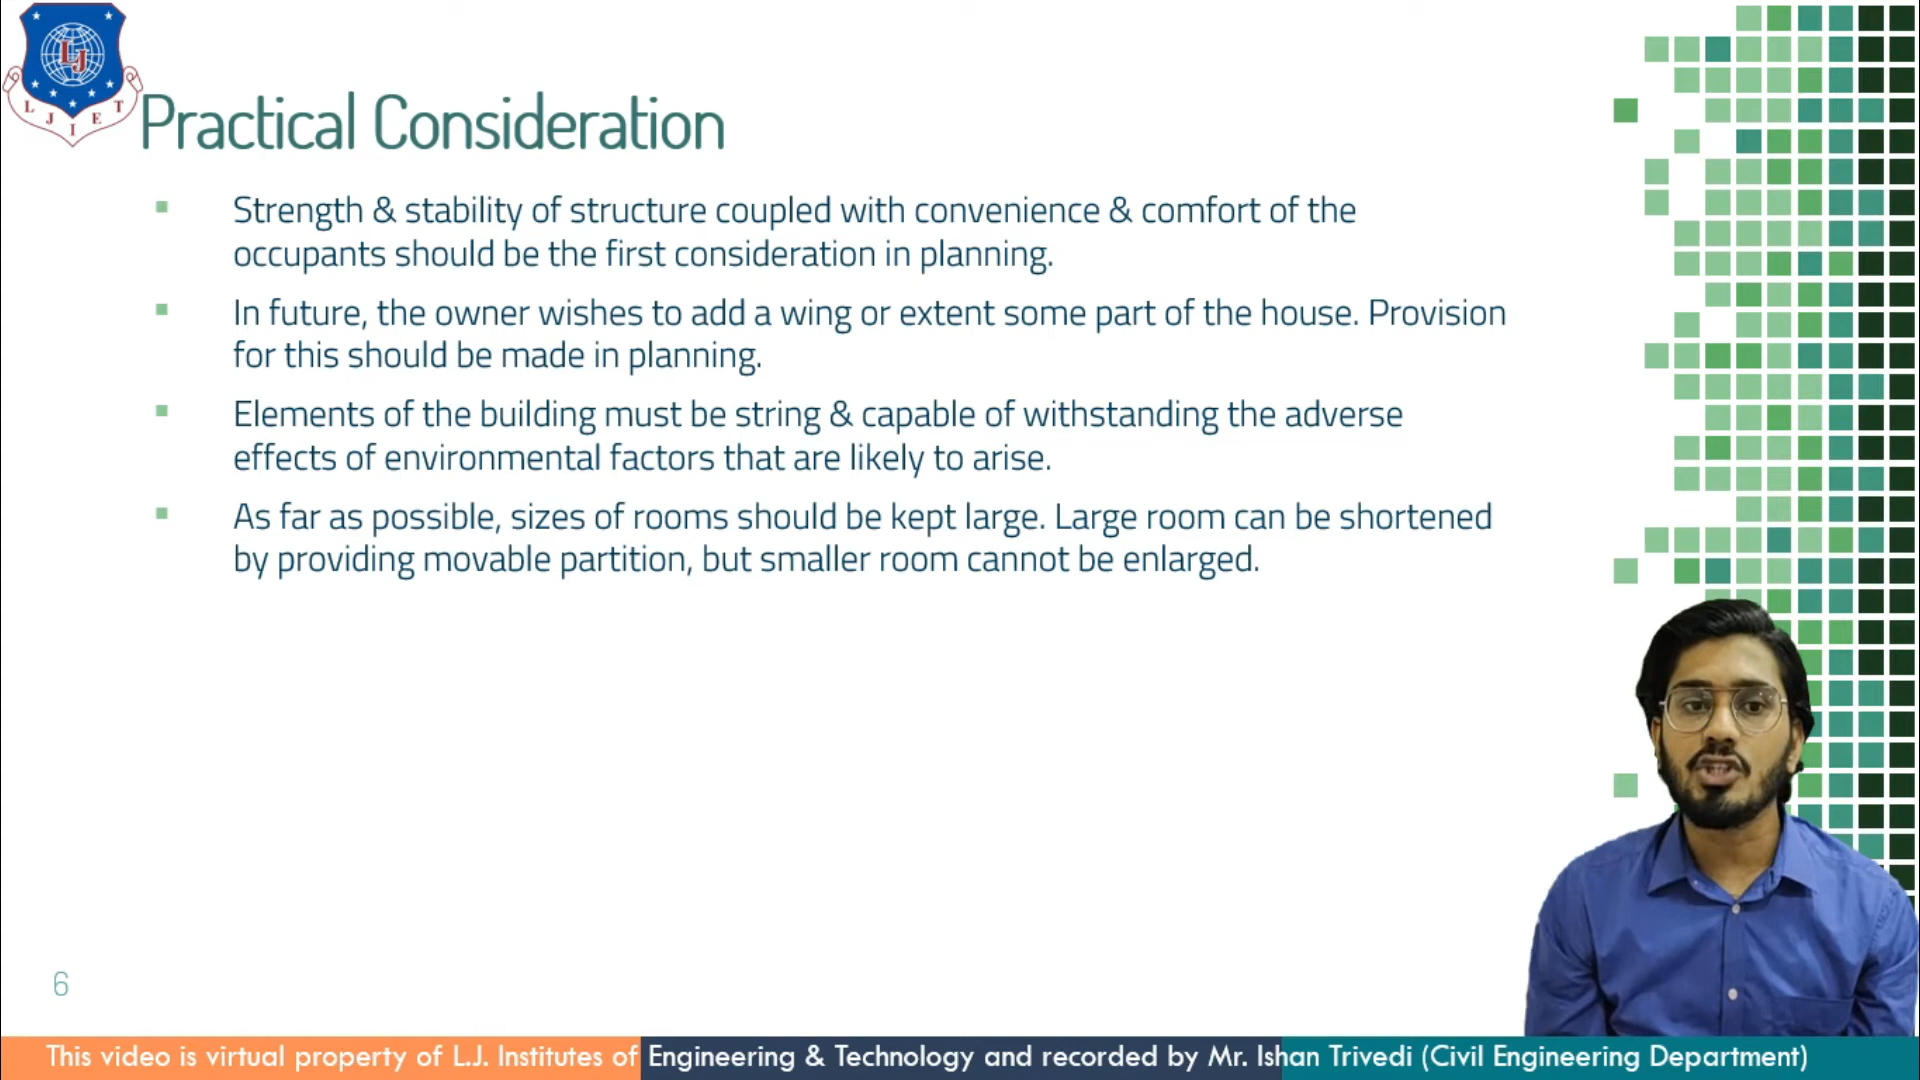 LJ
L J I E T
Practical Consideration
Strength & stability of structure coupled with convenience & comfort of the
occupants should be the first consideration in planning.
In future, the owner wishes to add a wing or extent some part of the house. Provision
for this should be made in planning.
Elements of the building must be string & capable of withstanding the adverse
effects of environmental factors that are likely to arise.
As far as possible, sizes of rooms should be kept large. Large room can be shortened
by providing movable partition, but smaller room cannot be enlarged.
6
This video is virtual property of L.J. Institutes of Engineering & Technology and recorded by Mr. Ishan Trivedi (Civil Engineering Department)